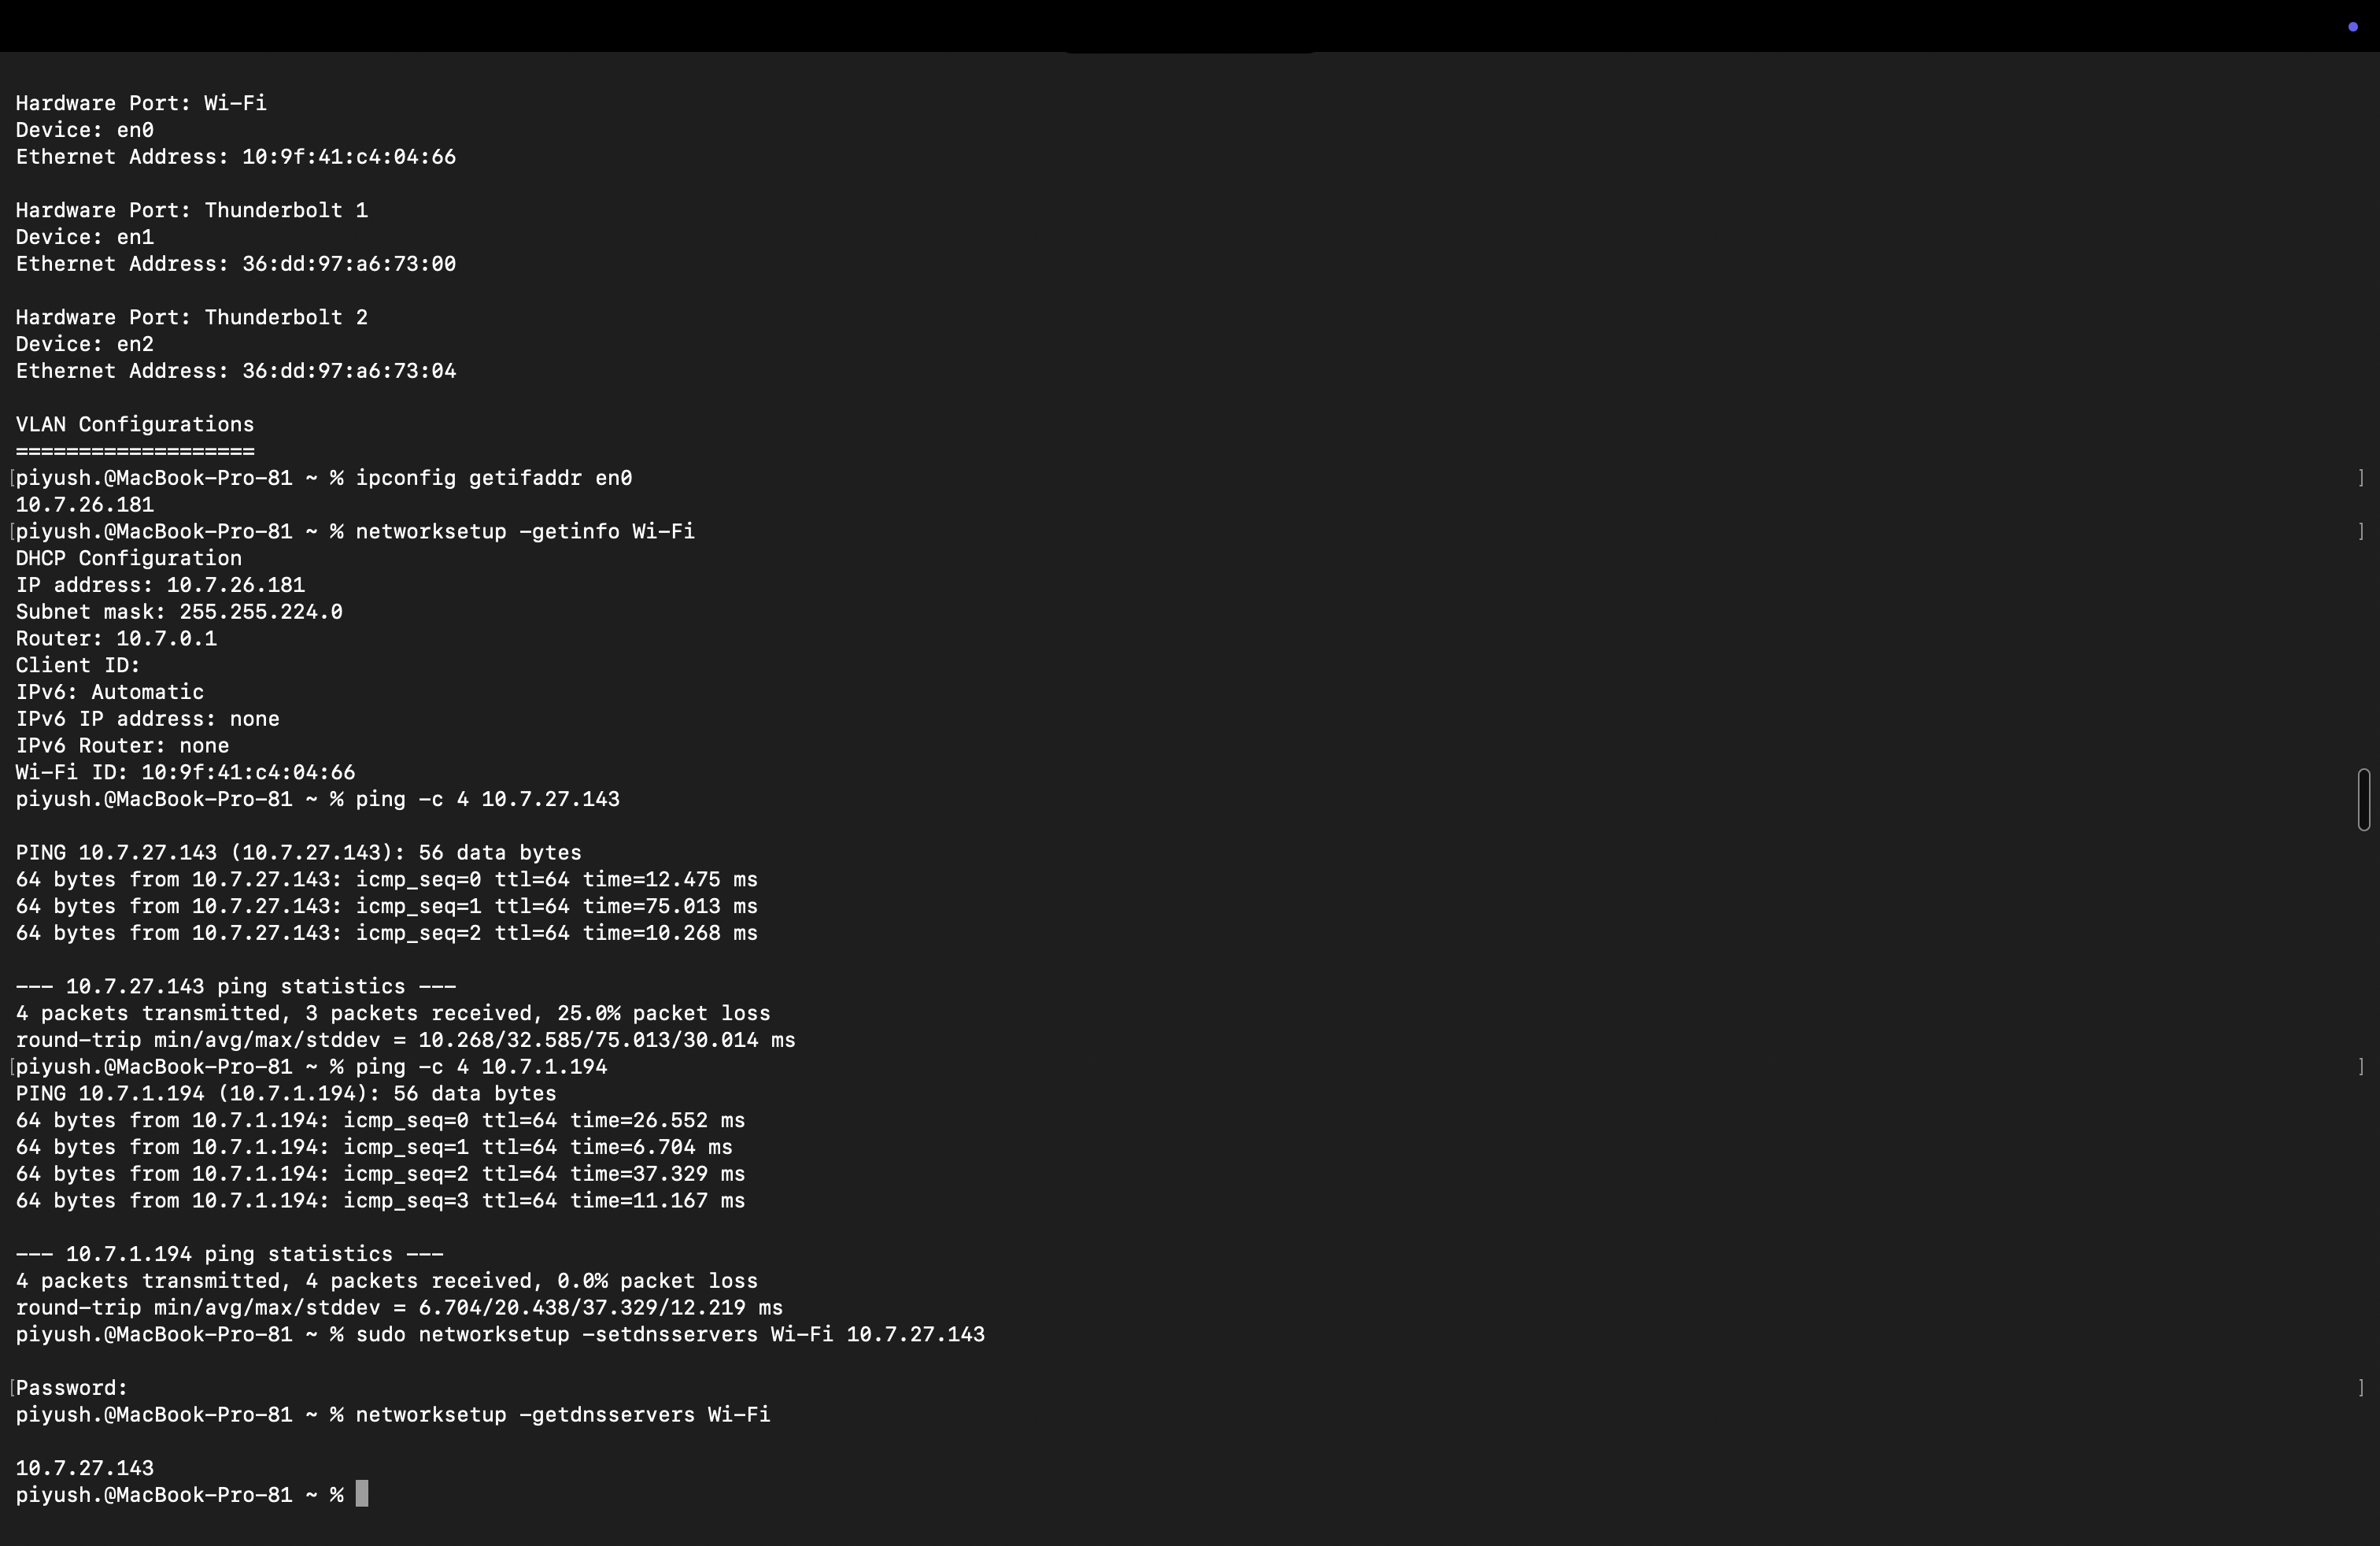 Hardware Port: Wi-Fi
Device: en0
Ethernet Address: 10:9f:41:c4:04:66
Hardware Port: Thunderbolt 1
Device: en1
Ethernet Address: 36:dd:97:a6:73:00
Hardware Port: Thunderbolt 2
Device: en2
Ethernet Address: 36:dd:97:a6:73:04
VLAN Configurations
===================
[piyush.@MacBook-Pro-81 ~ % ipconfig getifaddr en0 ]
10.7.26.181
[piyush.@MacBook-Pro-81 ~ % networksetup -getinfo Wi-Fi ]
DHCP Configuration
IP address: 10.7.26.181
Subnet mask: 255.255.224.0
Router: 10.7.0.1
Client ID:
IPv6: Automatic
IPv6 IP address: none
IPv6 Router: none
Wi-Fi ID: 10:9f:41:c4:04:66
piyush.@MacBook-Pro-81 ~ % ping -c 4 10.7.27.143
PING 10.7.27.143 (10.7.27.143): 56 data bytes
64 bytes from 10.7.27.143: icmp_seq=0 ttl=64 time=12.475 ms
64 bytes from 10.7.27.143: icmp_seq=1 ttl=64 time=75.013 ms
64 bytes from 10.7.27.143: icmp_seq=2 ttl=64 time=10.268 ms
--- 10.7.27.143 ping statistics ---
4 packets transmitted, 3 packets received, 25.0% packet loss
round-trip min/avg/max/stddev = 10.268/32.585/75.013/30.014 ms
[piyush.@MacBook-Pro-81 ~ % ping -c 4 10.7.1.194 ]
PING 10.7.1.194 (10.7.1.194): 56 data bytes
64 bytes from 10.7.1.194: icmp_seq=0 ttl=64 time=26.552 ms
64 bytes from 10.7.1.194: icmp_seq=1 ttl=64 time=6.704 ms
64 bytes from 10.7.1.194: icmp_seq=2 ttl=64 time=37.329 ms
64 bytes from 10.7.1.194: icmp_seq=3 ttl=64 time=11.167 ms
--- 10.7.1.194 ping statistics ---
4 packets transmitted, 4 packets received, 0.0% packet loss
round-trip min/avg/max/stddev = 6.704/20.438/37.329/12.219 ms
piyush.@MacBook-Pro-81 ~ % sudo networksetup -setdnsservers Wi-Fi 10.7.27.143
[Password: ]
piyush.@MacBook-Pro-81 ~ % networksetup -getdnsservers Wi-Fi
10.7.27.143
piyush.@MacBook-Pro-81 ~ %